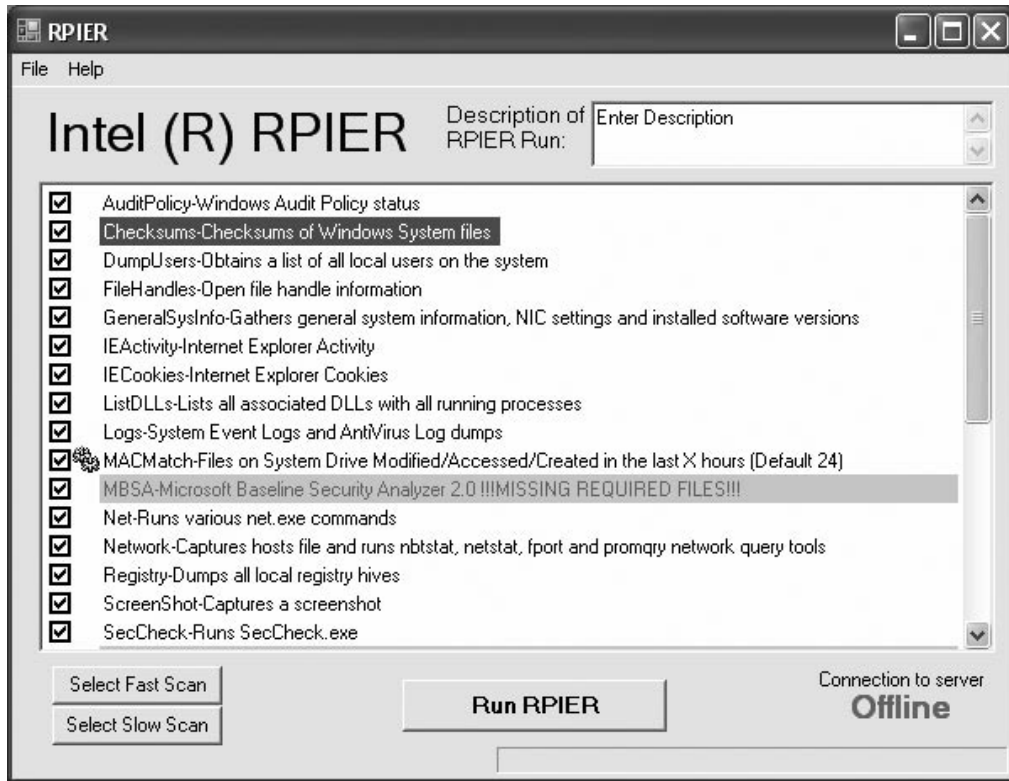 RPIER
File Help
Intel (R) RPIER
Description of
RPIER Run:
Enter Description
AuditPolicy-Windows Audit Policy status
Checksums-Checksums of Windows System files
DumpUsers-Obtains a list of all local users on the system
FileHandles-Open file handle information
GeneralSysInfo-Gathers general system information, NIC settings and installed software versions
IEActivity-Internet Explorer Activity
IECookies-Internet Explorer Cookies
ListDLLs-Lists all associated DLLs with all running processes
Logs-System Event Logs and AntiVirus Log dumps
MACMatch-Files on System Drive Modified/Accessed/Created in the last X hours (Default 24)
MBSA-Microsoft Baseline Security Analyzer 2.0 !!!MISSING REQUIRED FILES!!!
Net-Runs various net.exe commands
Network-Captures hosts file and runs nbtstat, netstat, fport and promqry network query tools
Registry-Dumps all local registry hives
ScreenShot-Captures a screenshot
SecCheck-Runs SecCheck.exe
Select Fast Scan
Select Slow Scan
Run RPIER
Connection to server
Offline